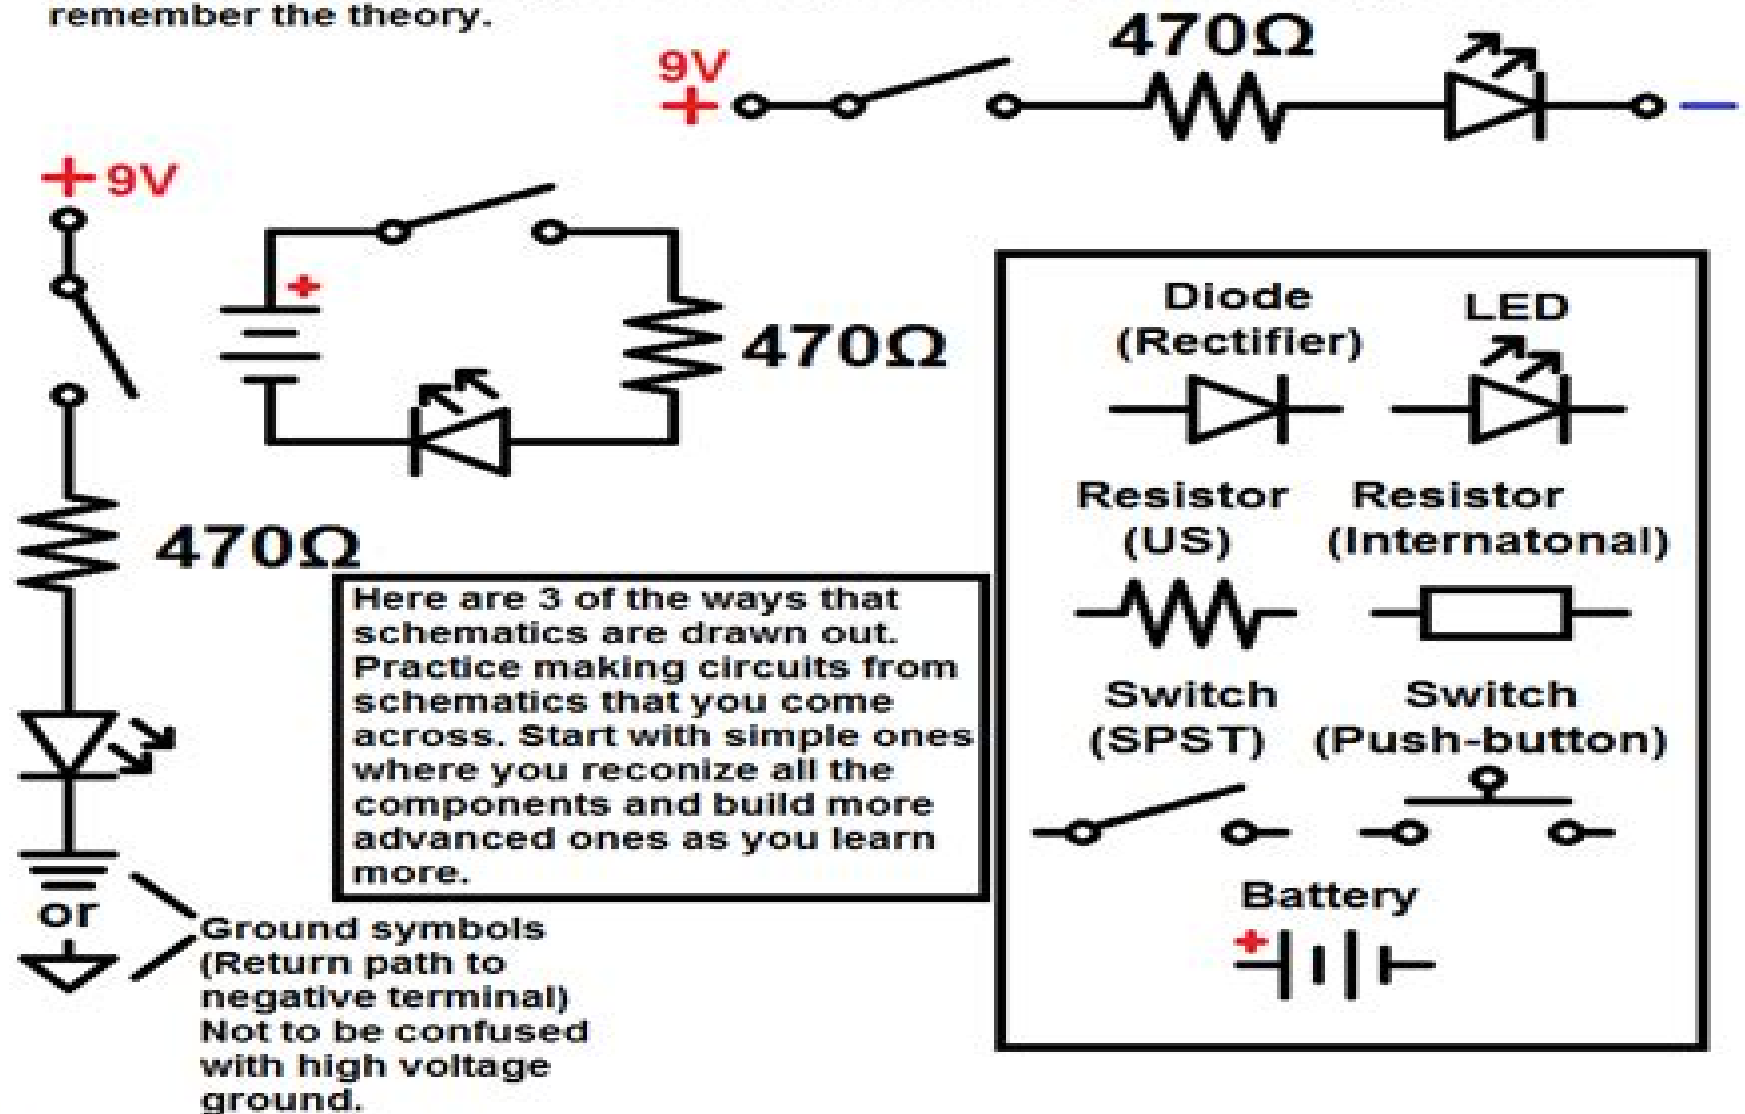 remember the theory.
470Ω
9V
+
–
+9V
+
470Ω
470Ω
Here are 3 of the ways that
schematics are drawn out.
Practice making circuits from
schematics that you come
across. Start with simple ones
where you reconize all the
components and build more
advanced ones as you learn
more.
or
Ground symbols
(Return path to
negative terminal)
Not to be confused
with high voltage
ground.
Diode
(Rectifier)
LED
Resistor
(US)
Resistor
(Internatonal)
Switch
(SPST)
Switch
(Push-button)
Battery
+